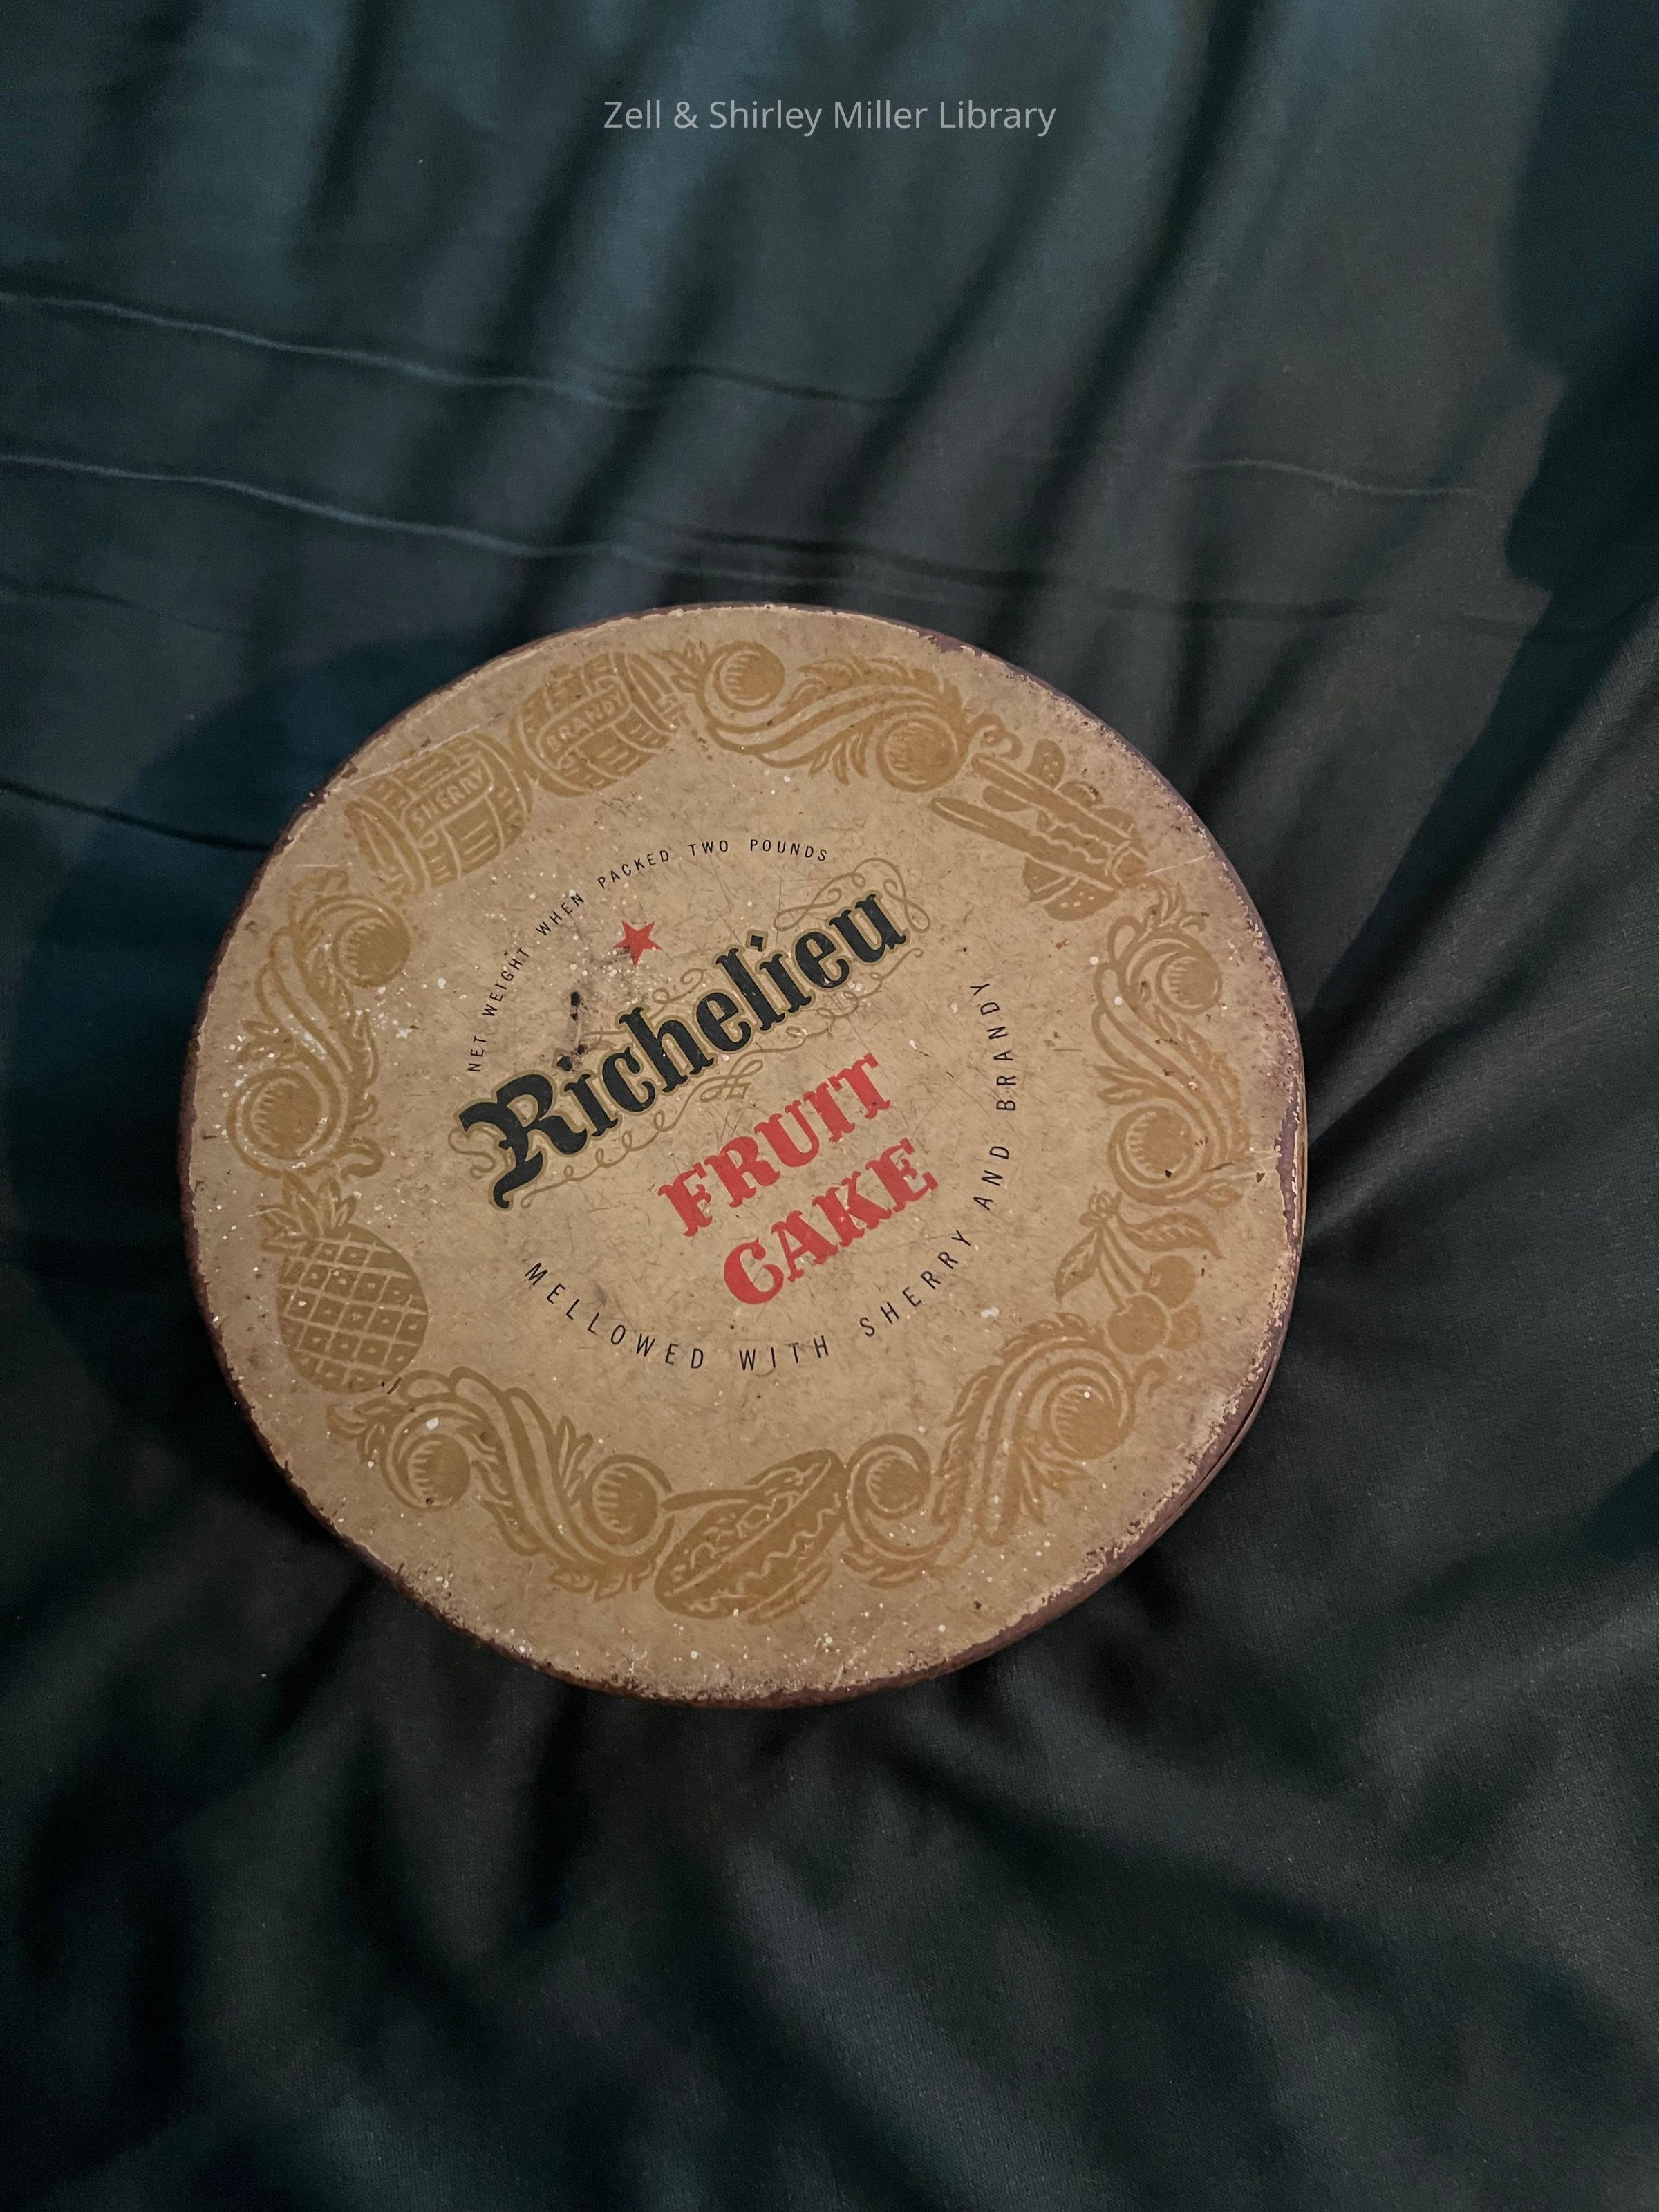 Zell & Shirley Miller Library
BRANDY
SHERRY
NET WEIGHT WHEN PACKED TWO POUNDS
Richelieu
FRUIT
CAKE
MELLOWED WITH SHERRY AND BRANDY